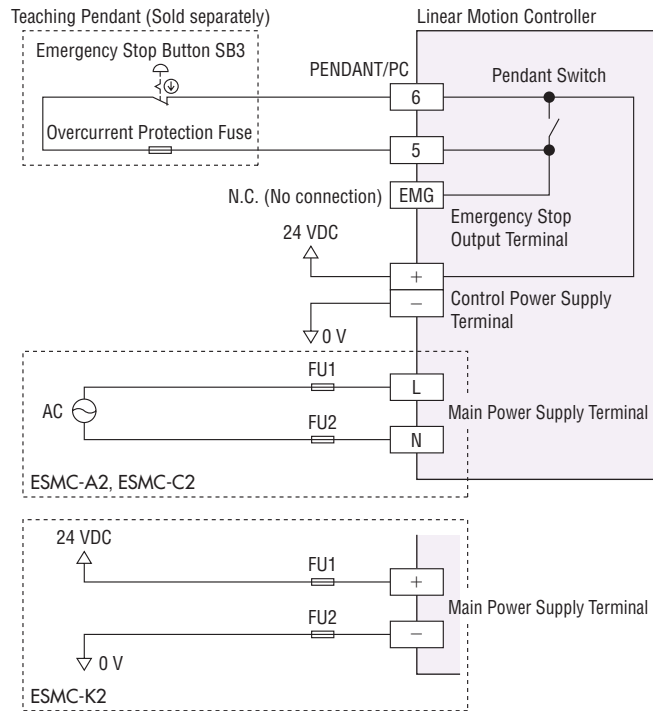 Teaching Pendant (Sold separately)
Linear Motion Controller
Emergency Stop Button SB3
PENDANT/PC
Pendant Switch
6
Overcurrent Protection Fuse
5
N.C. (No connection)
EMG
Emergency Stop
Output Terminal
24 VDC
+
−
Control Power Supply
Terminal
0 V
FU1
L
AC
Main Power Supply Terminal
FU2
N
ESMC-A2, ESMC-C2
24 VDC
FU1
+
Main Power Supply Terminal
FU2
−
0 V
ESMC-K2